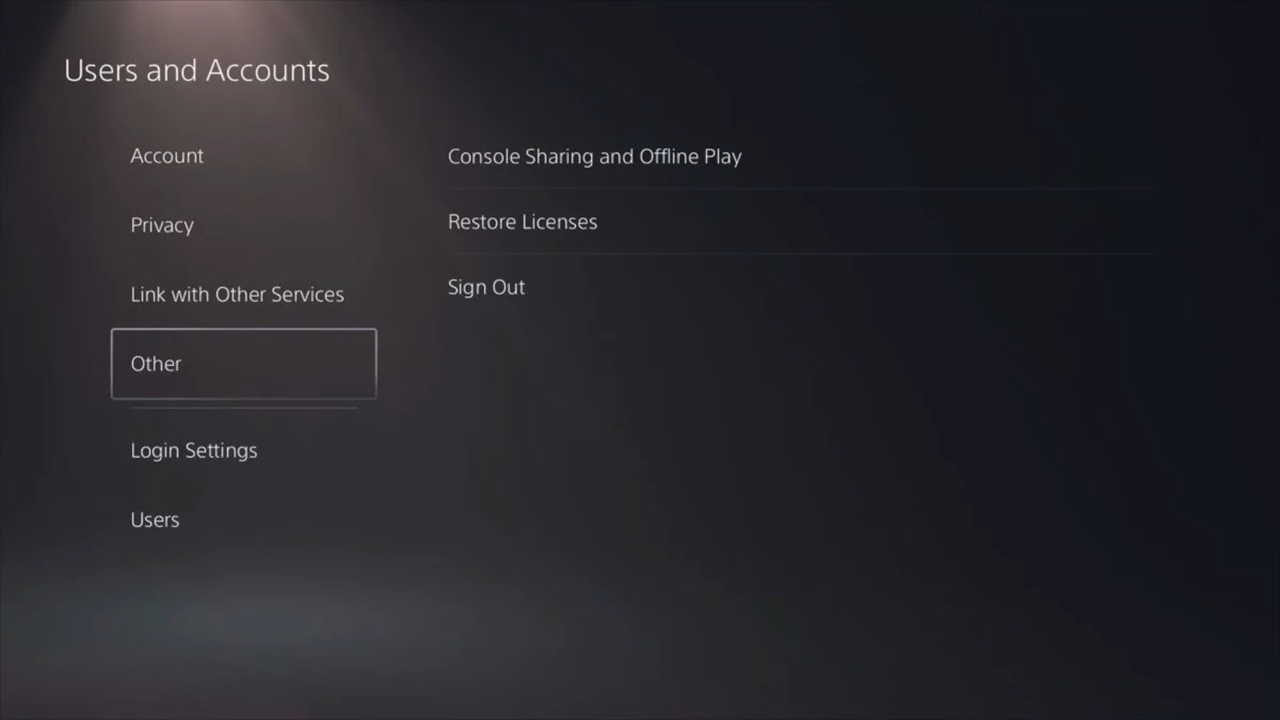 Users and Accounts
Account
Privacy
Link with Other Services
Other
Login Settings
Users
Console Sharing and Offline Play
Restore Licenses
Sign Out